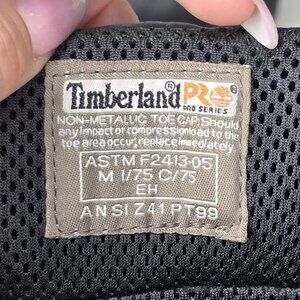 Timberland® PRO®
PRO SERIES
NON-METALLIC TOE CAP. Should
any impact or compression load to the
toe area occur, replace immediately.
ASTM F2413-05
M I/75 C/75
EH
ANSI Z41 PT99